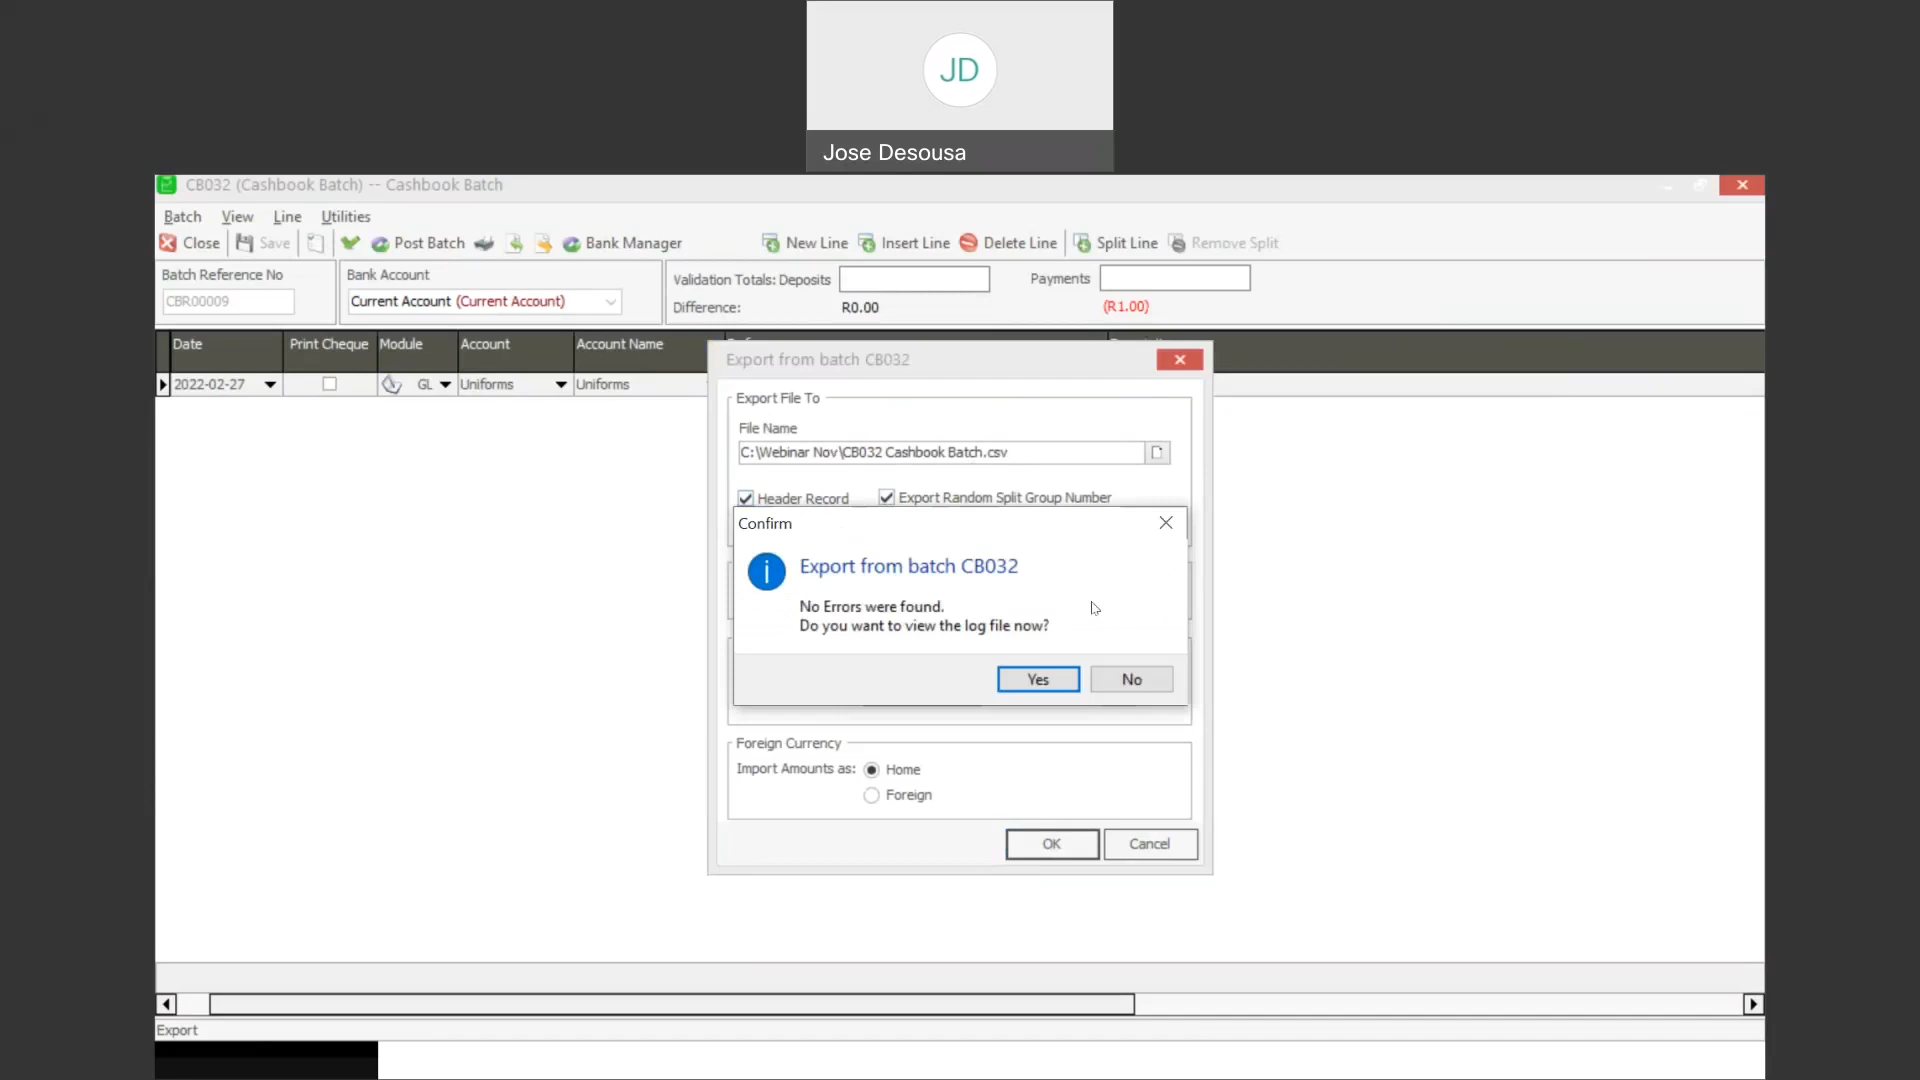 JD
Jose Desousa
CB032 (Cashbook Batch) -- Cashbook Batch
Batch View Line Utilities
Close Save Post Batch Bank Manager New Line Insert Line Delete Line Split Line Remove Split
Batch Reference No Bank Account Validation Totals: Deposits Payments
CBR00009 Current Account (Current Account) Difference: R0.00 (R1.00)
Date Print Cheque Module Account Account Name
2022-02-27 GL Uniforms Uniforms
Export from batch CB032
Export File To
File Name
C:\Webinar Nov\CB032 Cashbook Batch.csv
Header Record Export Random Split Group Number
Confirm
Export from batch CB032
No Errors were found.
Do you want to view the log file now?
Yes No
Foreign Currency
Import Amounts as: Home
Foreign
OK Cancel
Export